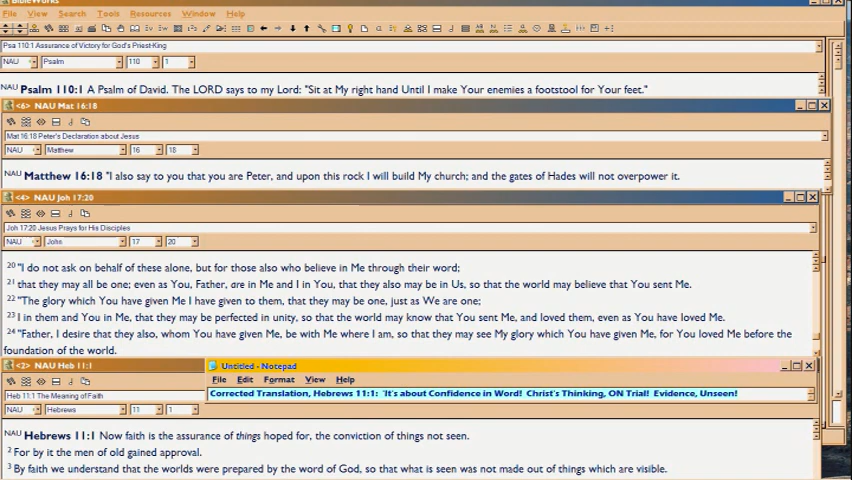 BibleWorks
File View Search Tools Resources Window Help
Psa 110:1 Assurance of Victory for God's Priest-King
NAU Psalm 110 1
NAU Psalm 110:1 A Psalm of David. The LORD says to my Lord: "Sit at My right hand Until I make Your enemies a footstool for Your feet."
<6> NAU Mat 16:18
Mat 16:18 Peter's Declaration about Jesus
NAU Matthew 16 18
NAU Matthew 16:18 "I also say to you that you are Peter, and upon this rock I will build My church; and the gates of Hades will not overpower it.
<4> NAU Joh 17:20
Joh 17:20 Jesus Prays for His Disciples
NAU John 17 20
20 "I do not ask on behalf of these alone, but for those also who believe in Me through their word;
21 that they may all be one; even as You, Father, are in Me and I in You, that they also may be in Us, so that the world may believe that You sent Me.
22 "The glory which You have given Me I have given to them, that they may be one, just as We are one;
23 I in them and You in Me, that they may be perfected in unity, so that the world may know that You sent Me, and loved them, even as You have loved Me.
24 "Father, I desire that they also, whom You have given Me, be with Me where I am, so that they may see My glory which You have given Me, for You loved Me before the
foundation of the world.
<2> NAU Heb 11:1
Untitled - Notepad
File Edit Format View Help
Corrected Translation, Hebrews 11:1: 'It's about Confidence in Word! Christ's Thinking, ON Trial! Evidence, Unseen!
Heb 11:1 The Meaning of Faith
NAU Hebrews 11 1
NAU Hebrews 11:1 Now faith is the assurance of things hoped for, the conviction of things not seen.
2 For by it the men of old gained approval.
3 By faith we understand that the worlds were prepared by the word of God, so that what is seen was not made out of things which are visible.